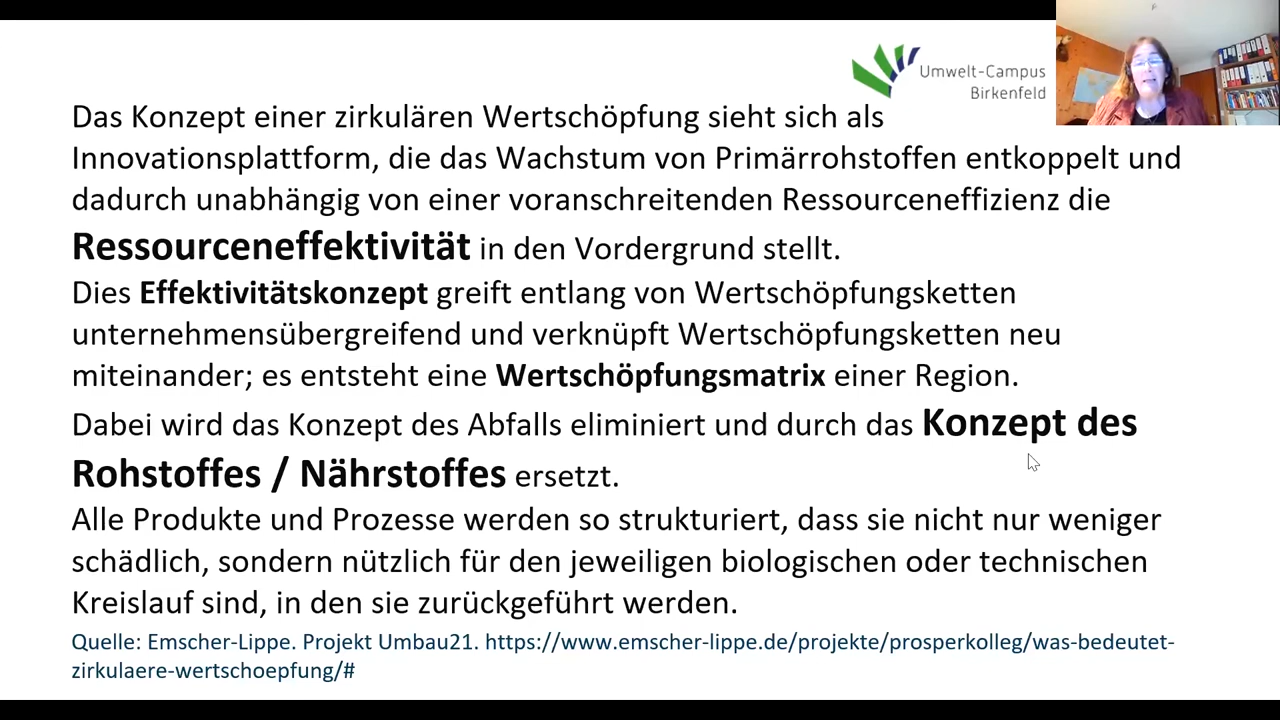 Umwelt-Campus
Birkenfeld
Das Konzept einer zirkulären Wertschöpfung sieht sich als
Innovationsplattform, die das Wachstum von Primärrohstoffen entkoppelt und
dadurch unabhängig von einer voranschreitenden Ressourceneffizienz die
Ressourceneffektivität in den Vordergrund stellt.
Dies Effektivitätskonzept greift entlang von Wertschöpfungsketten
unternehmensübergreifend und verknüpft Wertschöpfungsketten neu
miteinander; es entsteht eine Wertschöpfungsmatrix einer Region.
Dabei wird das Konzept des Abfalls eliminiert und durch das Konzept des
Rohstoffes / Nährstoffes ersetzt.
Alle Produkte und Prozesse werden so strukturiert, dass sie nicht nur weniger
schädlich, sondern nützlich für den jeweiligen biologischen oder technischen
Kreislauf sind, in den sie zurückgeführt werden.
Quelle: Emscher-Lippe. Projekt Umbau21. https://www.emscher-lippe.de/projekte/prosperkolleg/was-bedeutet-
zirkulaere-wertschoepfung/#